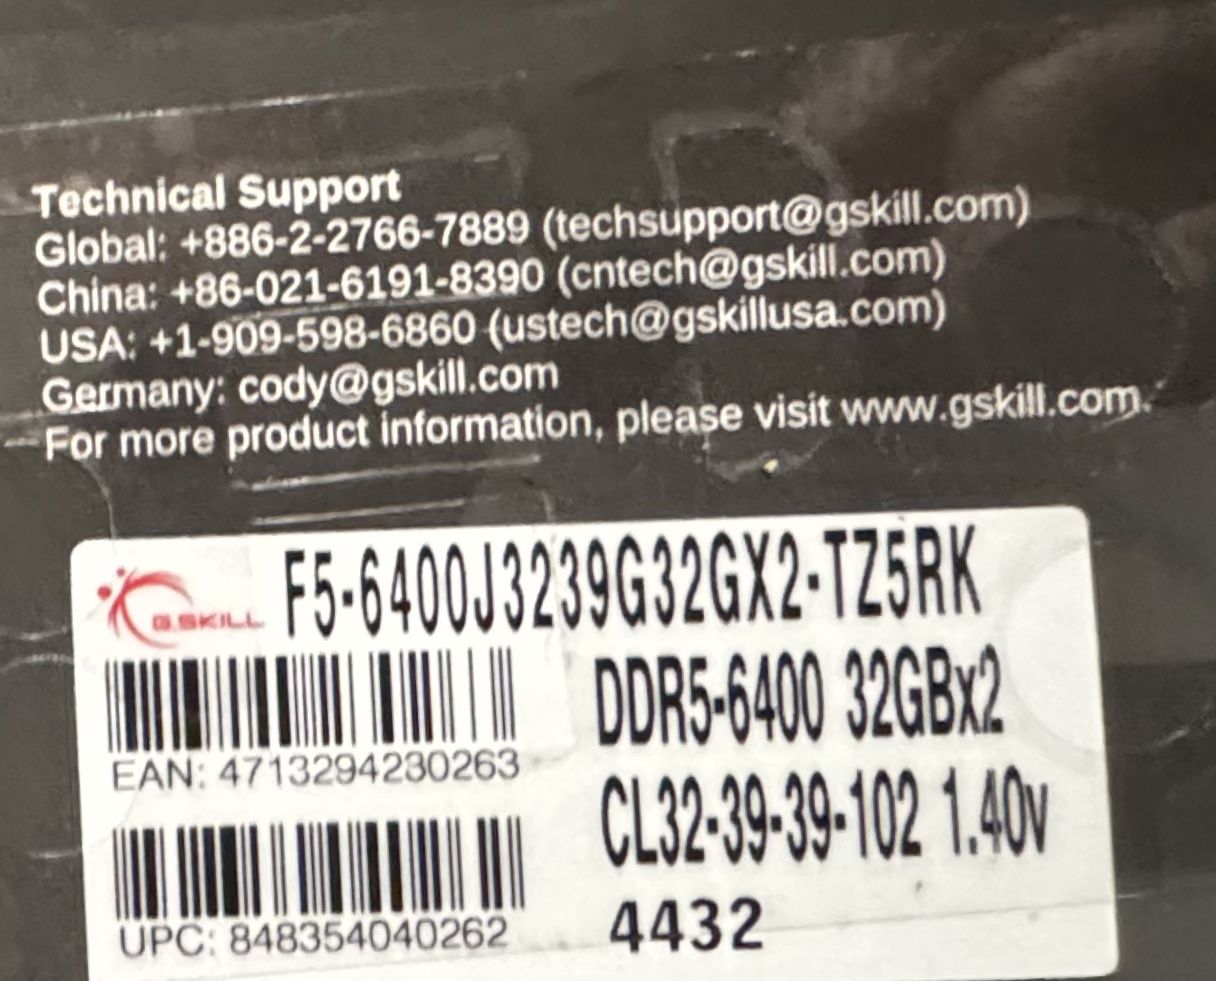 Technical Support
Global: +886-2-2766-7889 (techsupport@gskill.com)
China: +86-021-6191-8390 (cntech@gskill.com)
USA: +1-909-598-6860 (ustech@gskillusa.com)
Germany: cody@gskill.com
For more product information, please visit www.gskill.com.
G.SKILL F5-6400J3239G32GX2-TZ5RK
DDR5-6400 32GBx2
EAN: 4713294230263
CL32-39-39-102 1.40v
UPC: 848354040262
4432